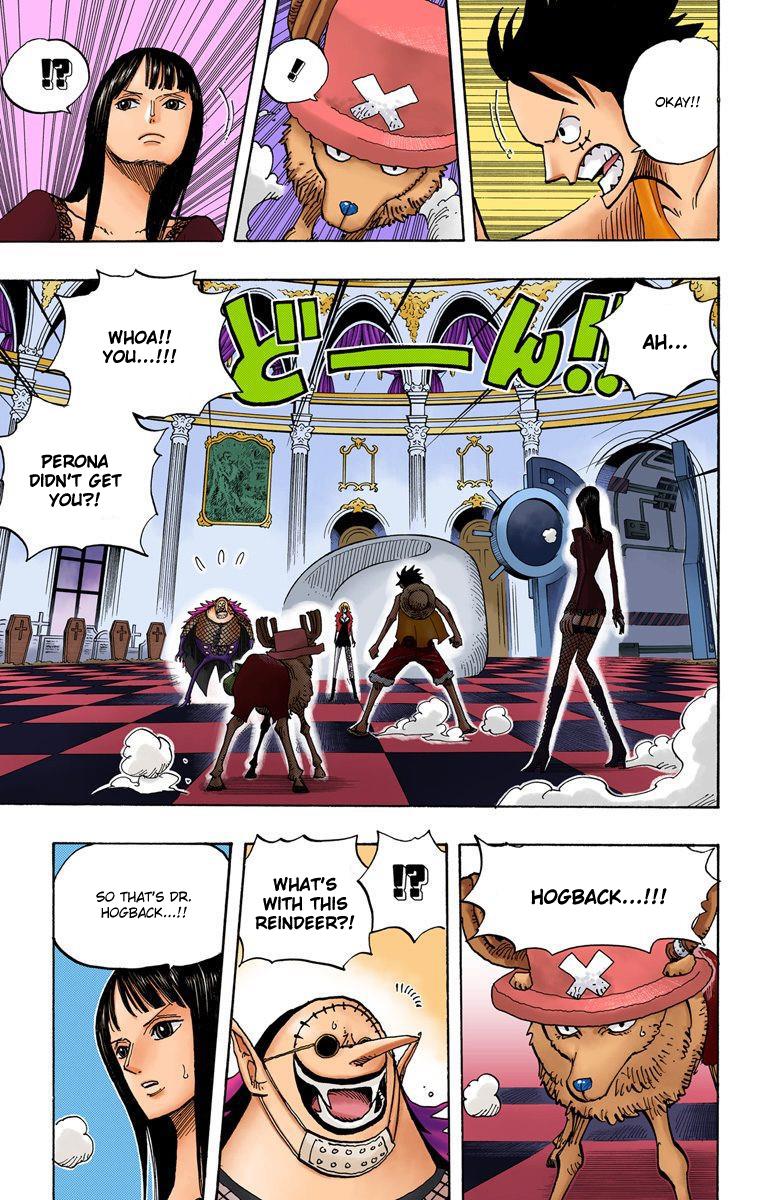 OKAY!!
!
!?
AH...
どーん!!
WHOA!!
YOU...!!!
PERONA
DIDN'T GET
YOU?!
HOGBACK...!!!
!?
WHAT'S
WITH THIS
REINDEER?!
SO THAT'S DR.
HOGBACK...!!